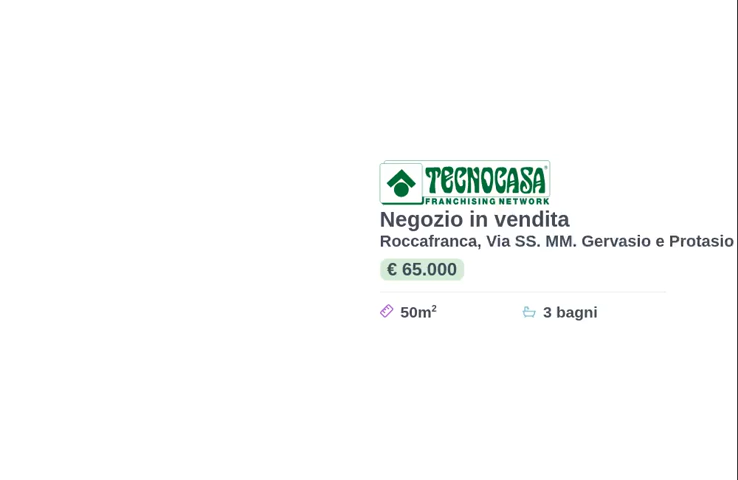 TECNOCASA
FRANCHISING NETWORK
Negozio in vendita
Roccafranca, Via SS. MM. Gervasio e Protasio
€ 65.000
50m²
3 bagni